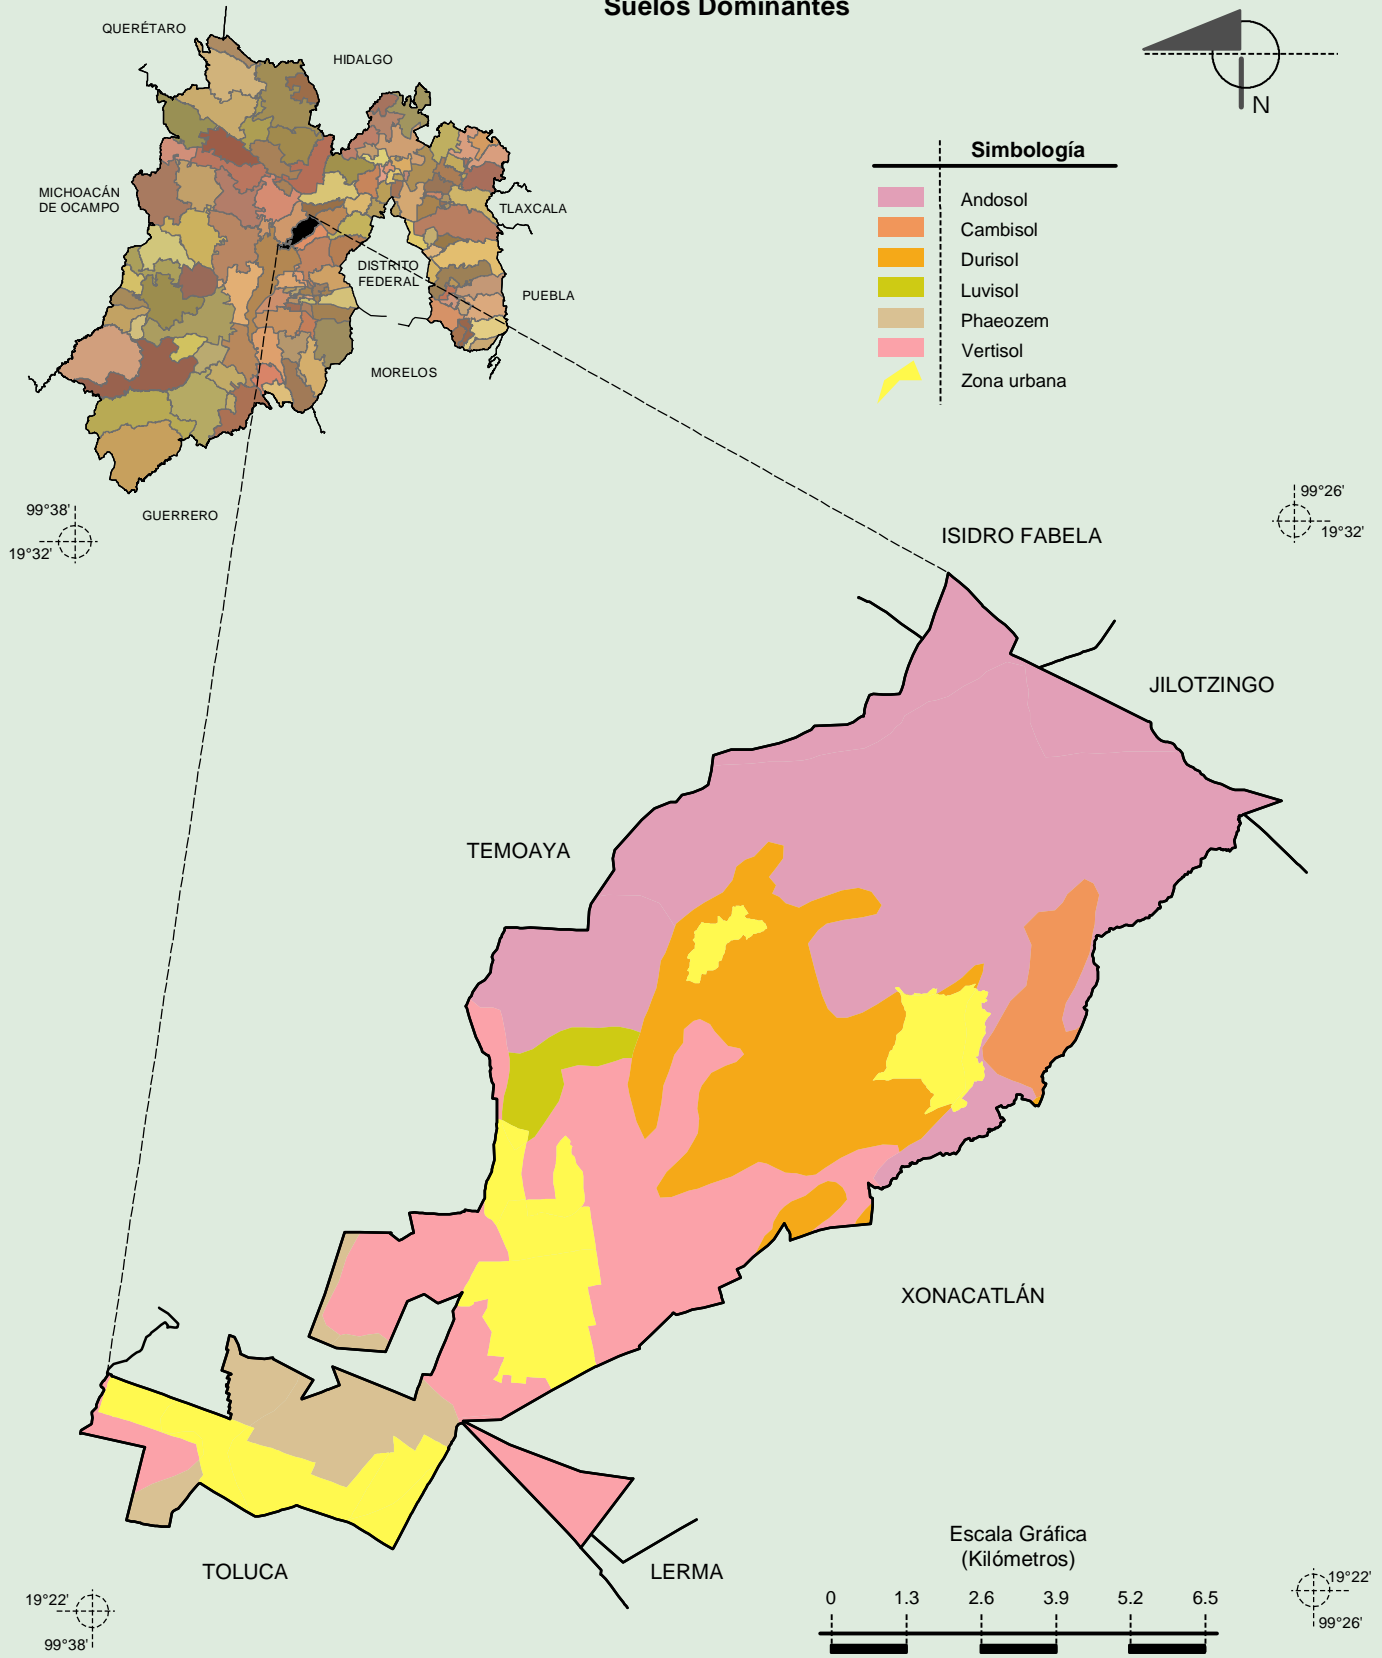 Suelos Dominantes
QUERÉTARO
HIDALGO
MICHOACÁN
DE OCAMPO
TLAXCALA
DISTRITO
FEDERAL
PUEBLA
MORELOS
GUERRERO
N
Simbología
Andosol
Cambisol
Durisol
Luvisol
Phaeozem
Vertisol
Zona urbana
99°38'
19°32'
99°26'
19°32'
ISIDRO FABELA
JILOTZINGO
TEMOAYA
XONACATLÁN
TOLUCA
LERMA
19°22'
99°38'
Escala Gráfica
(Kilómetros)
0 1.3 2.6 3.9 5.2 6.5
19°22'
99°26'